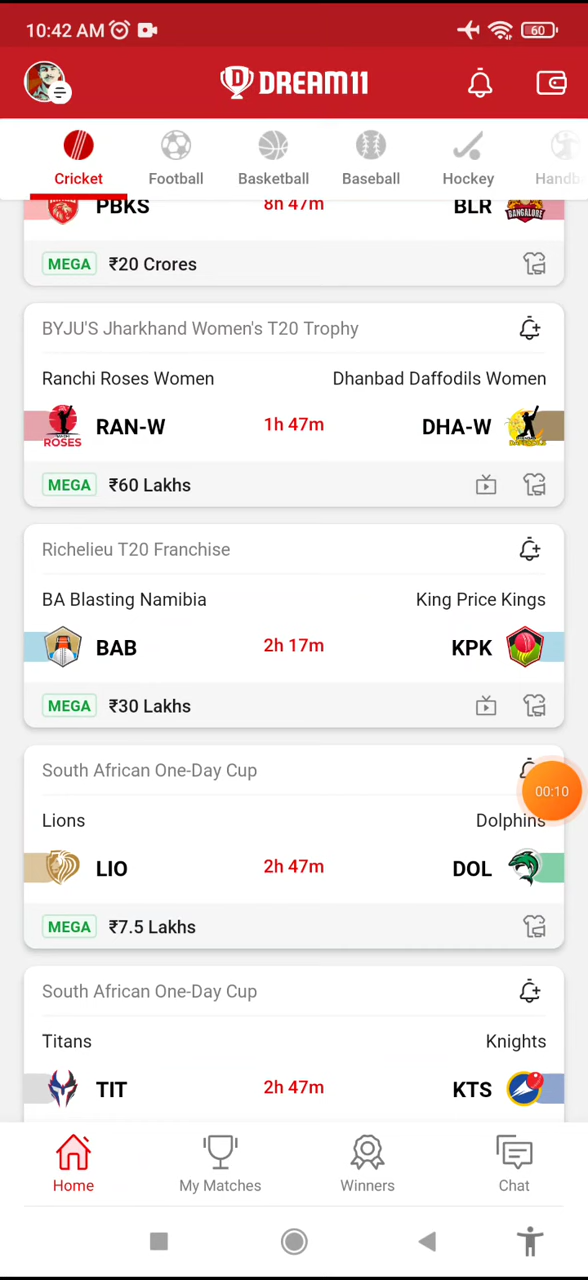 10:42 AM
60
DREAM11
Cricket Football Basketball Baseball Hockey Handb
PBKS 8h 47m BLR
BANGALORE
MEGA ₹20 Crores
BYJU'S Jharkhand Women's T20 Trophy
Ranchi Roses Women Dhanbad Daffodils Women
RAN-W 1h 47m DHA-W
ROSES
MEGA ₹60 Lakhs
Richelieu T20 Franchise
BA Blasting Namibia King Price Kings
BAB 2h 17m KPK
MEGA ₹30 Lakhs
South African One-Day Cup
00:10
Lions Dolphins
LIO 2h 47m DOL
MEGA ₹7.5 Lakhs
South African One-Day Cup
Titans Knights
TIT 2h 47m KTS
Home My Matches Winners Chat